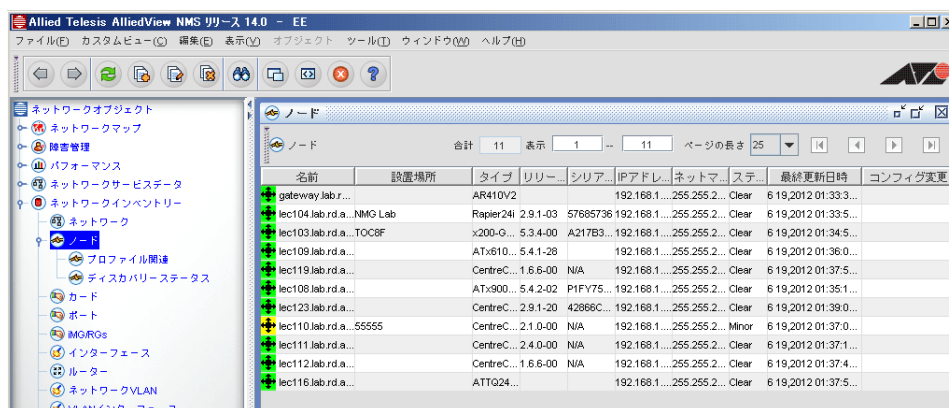 Allied Telesis AlliedView NMS リリース 14.0 - EE
ファイル(F) カスタムビュー(C) 編集(E) 表示(V) オブジェクト ツール(T) ウィンドウ(W) ヘルプ(H)
ネットワークオブジェクト
ネットワークマップ
障害管理
パフォーマンス
ネットワークサービスデータ
ネットワークインベントリー
ネットワーク
ノード
プロファイル関連
ディスカバリーステータス
カード
ポート
iMG/RGs
インターフェース
ルーター
ネットワークVLAN
VLANインターフェース
ノード
ノード 合計 11 表示 1 -- 11 ページの長さ 25
名前 設置場所 タイプ リリー... シリア... IPアドレ... ネットマ... ステ... 最終更新日時 コンフィグ変更
gateway.lab.r... AR410V2 192.168.1....255.255.2... Clear 6 19,2012 01:33:3...
lec104.lab.rd.a... NMG Lab Rapier24i 2.9.1-03 57685736 192.168.1....255.255.2... Clear 6 19,2012 01:33:5...
lec103.lab.rd.a... TOC8F x200-G... 5.3.4-00 A217B3... 192.168.1....255.255.2... Clear 6 19,2012 01:34:5...
lec109.lab.rd.a... ATx610... 5.4.1-28 192.168.1....255.255.2... Clear 6 19,2012 01:36:0...
lec119.lab.rd.a... CentreC... 1.6.6-00 N/A 192.168.1....255.255.2... Clear 6 19,2012 01:37:5...
lec108.lab.rd.a... ATx900... 5.4.2-02 P1FY75... 192.168.1....255.255.2... Clear 6 19,2012 01:35:1...
lec123.lab.rd.a... CentreC... 2.9.1-20 42866C... 192.168.1....255.255.2... Clear 6 19,2012 01:39:0...
lec110.lab.rd.a... 55555 CentreC... 2.1.0-00 N/A 192.168.1....255.255.2... Minor 6 19,2012 01:37:0...
lec111.lab.rd.a... CentreC... 2.4.0-00 N/A 192.168.1....255.255.2... Clear 6 19,2012 01:37:1...
lec112.lab.rd.a... CentreC... 1.6.6-00 N/A 192.168.1....255.255.2... Clear 6 19,2012 01:37:4...
lec116.lab.rd.a... ATTQ24... 192.168.1....255.255.2... Clear 6 19,2012 01:37:5...